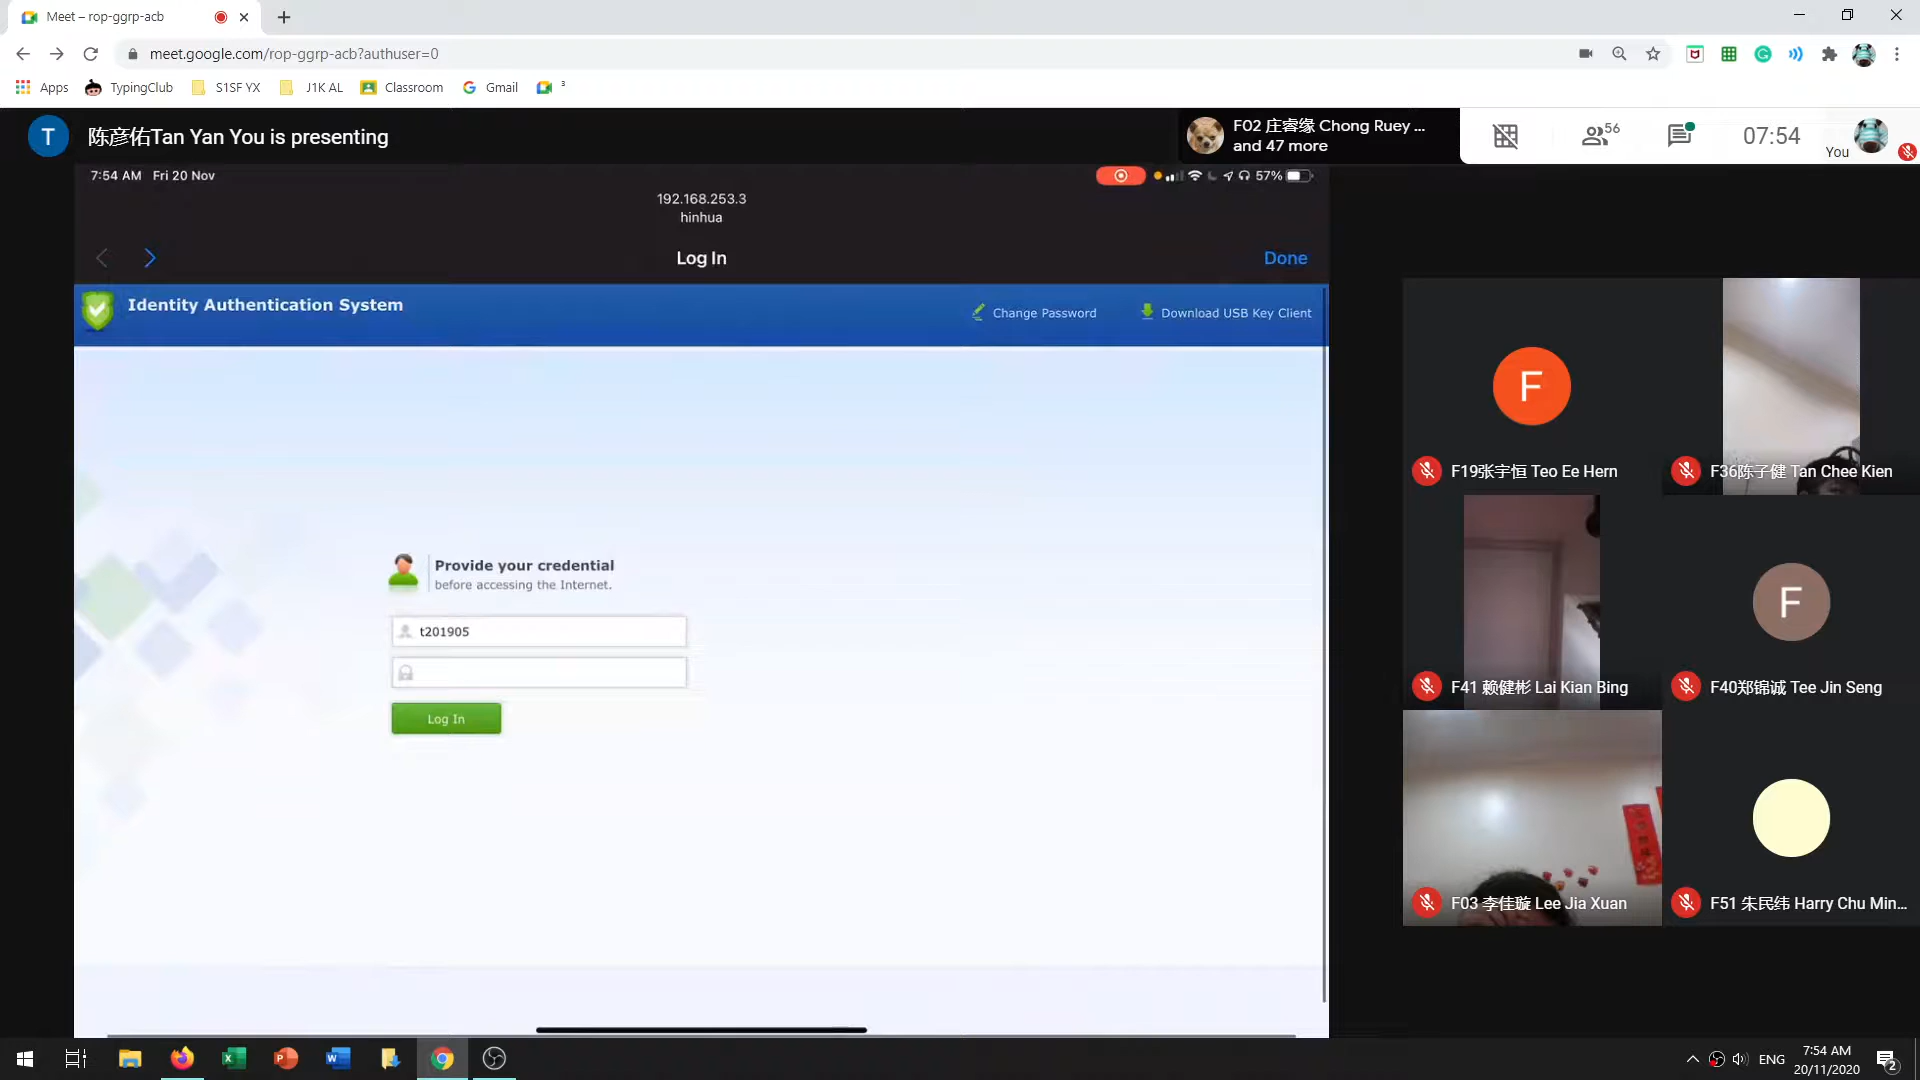 Meet – rop-ggrp-acb
meet.google.com/rop-ggrp-acb?authuser=0
Apps TypingClub S1SF YX J1K AL Classroom Gmail 3
T 陈彦佑Tan Yan You is presenting
F02 庄睿缘 Chong Ruey ...
and 47 more
56
07:54
You
7:54 AM Fri 20 Nov
57%
192.168.253.3
hinhua
Log In
Done
Identity Authentication System
Change Password
Download USB Key Client
Provide your credential
before accessing the Internet.
t201905
Log In
F
F19张宇恒 Teo Ee Hern
F36陈子健 Tan Chee Kien
F41 赖健彬 Lai Kian Bing
F
F40郑锦诚 Tee Jin Seng
F03 李佳璇 Lee Jia Xuan
F51 朱民纬 Harry Chu Min...
ENG
7:54 AM
20/11/2020
2